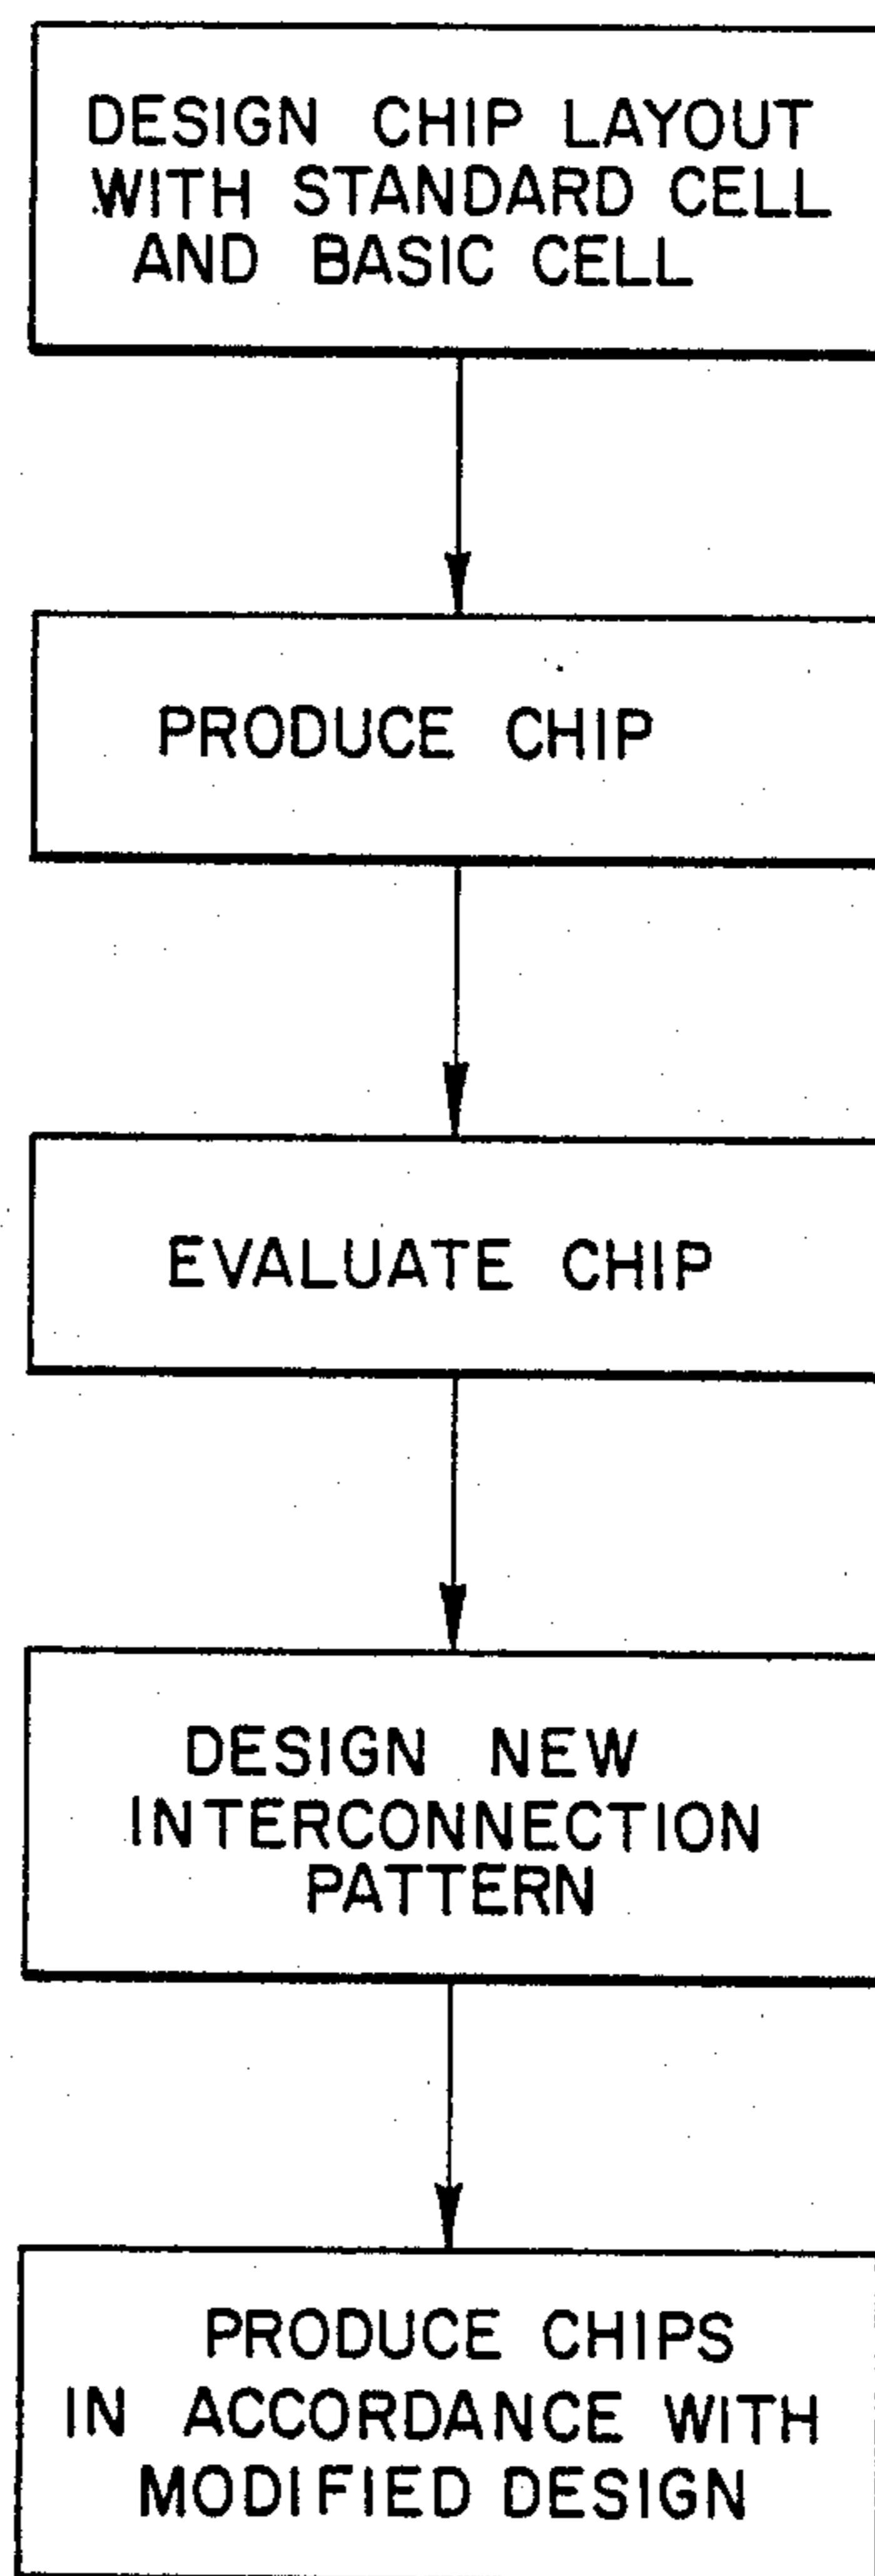 DESIGN CHIP LAYOUT
WITH STANDARD CELL
AND BASIC CELL
PRODUCE CHIP
EVALUATE CHIP
DESIGN NEW
INTERCONNECTION
PATTERN
PRODUCE CHIPS
IN ACCORDANCE WITH
MODIFIED DESIGN